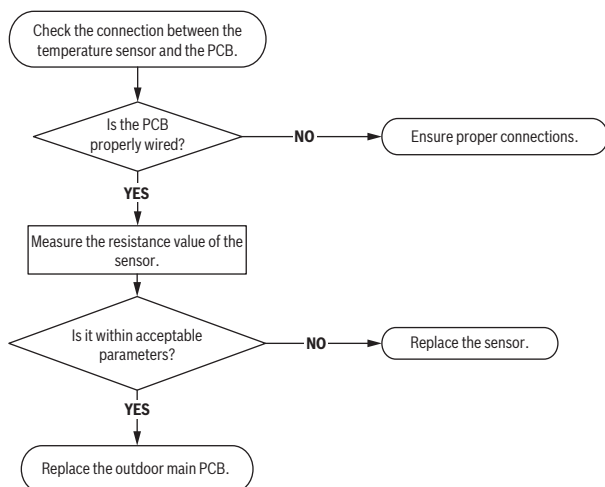 Check the connection between the
temperature sensor and the PCB.
Is the PCB
properly wired?
NO
Ensure proper connections.
YES
Measure the resistance value of the
sensor.
Is it within acceptable
parameters?
NO
Replace the sensor.
YES
Replace the outdoor main PCB.